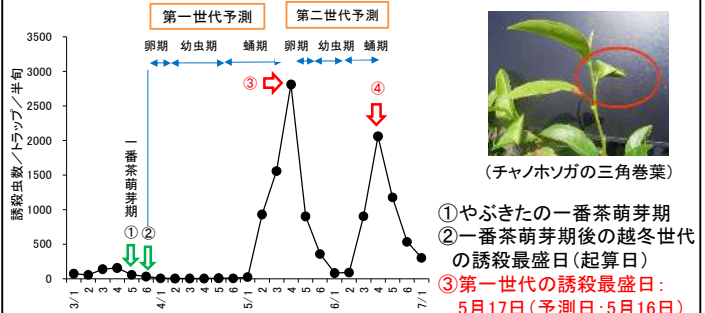 第一世代予測
第二世代予測
卵期 幼虫期 蛹期 卵期 幼虫期 蛹期
誘殺虫数/トラップ/半旬
3500
3000
2500
2000
1500
1000
500
0
③
④
一番茶萌芽期
① ②
3/1 2 3 4 5 6 4/1 2 3 4 5 6 5/1 2 3 4 5 6 6/1 2 3 4 5 6 7/1
(チャノホソガの三角巻葉)
①やぶきたの一番茶萌芽期
②一番茶萌芽期後の越冬世代
の誘殺最盛日(起算日)
③第一世代の誘殺最盛日:
5月17日(予測日:5月16日)